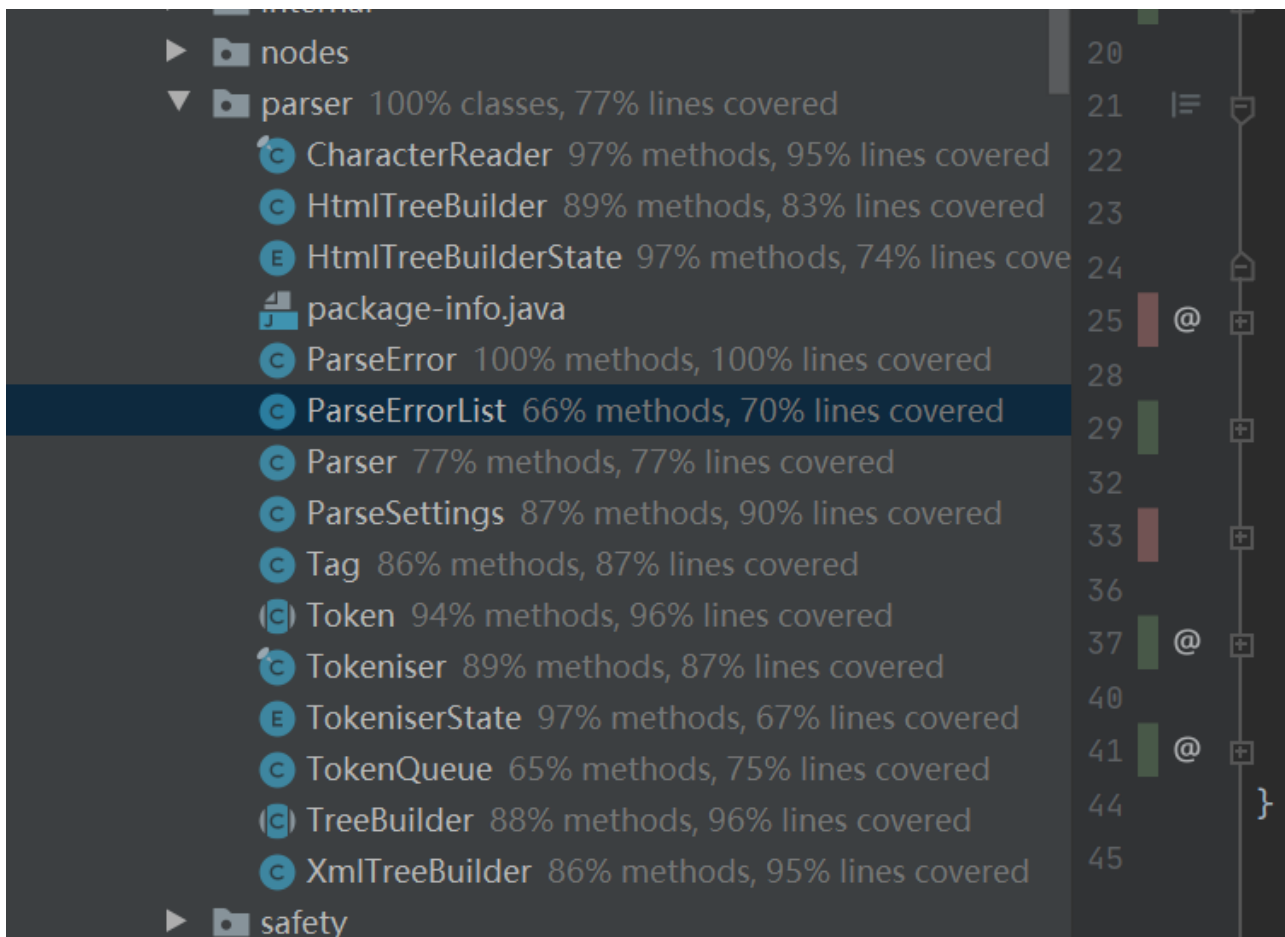 internal
nodes
20
parser 100% classes, 77% lines covered
21
CharacterReader 97% methods, 95% lines covered
22
HtmlTreeBuilder 89% methods, 83% lines covered
23
HtmlTreeBuilderState 97% methods, 74% lines cove
24
package-info.java
25 @
ParseError 100% methods, 100% lines covered
28
ParseErrorList 66% methods, 70% lines covered
29
Parser 77% methods, 77% lines covered
32
ParseSettings 87% methods, 90% lines covered
33
Tag 86% methods, 87% lines covered
36
Token 94% methods, 96% lines covered
37 @
Tokeniser 89% methods, 87% lines covered
TokeniserState 97% methods, 67% lines covered
40
TokenQueue 65% methods, 75% lines covered
41 @
TreeBuilder 88% methods, 96% lines covered
44 }
XmlTreeBuilder 86% methods, 95% lines covered
45
safety